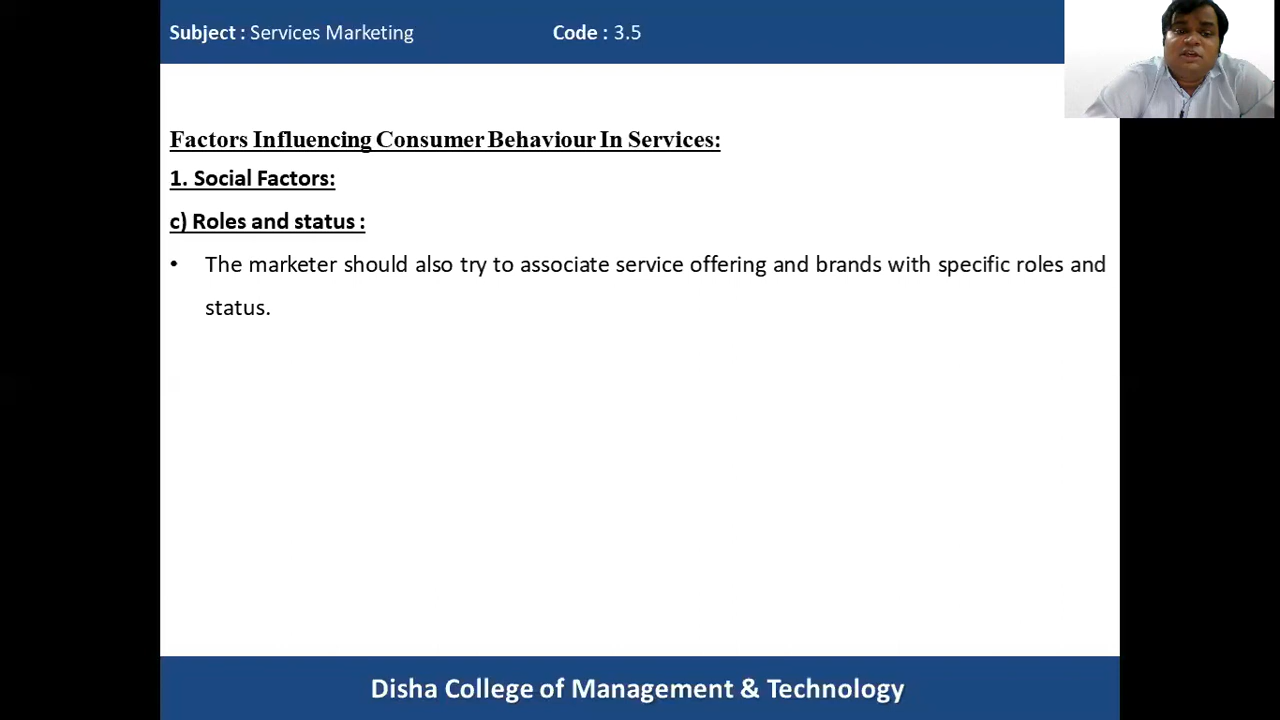 Subject : Services Marketing Code : 3.5
Factors Influencing Consumer Behaviour In Services:
1. Social Factors:
c) Roles and status :
• The marketer should also try to associate service offering and brands with specific roles and
status.
Disha College of Management & Technology